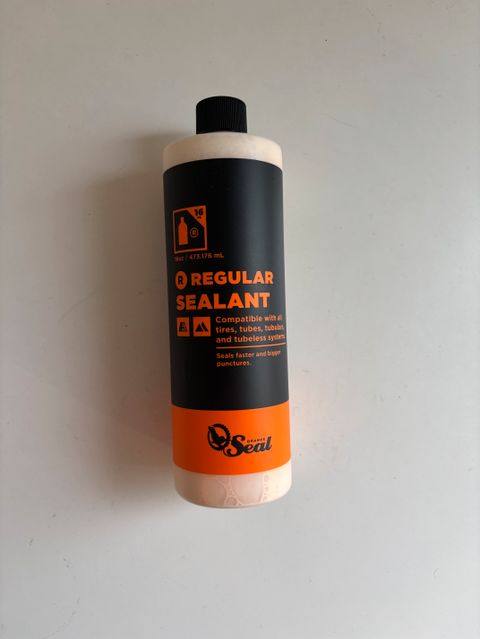 16
oz
R
16oz / 473.176 mL
R REGULAR
SEALANT
Compatible with all
tires, tubes, tubulars,
and tubeless systems.
Seals faster and bigger
punctures.
ORANGE
Seal